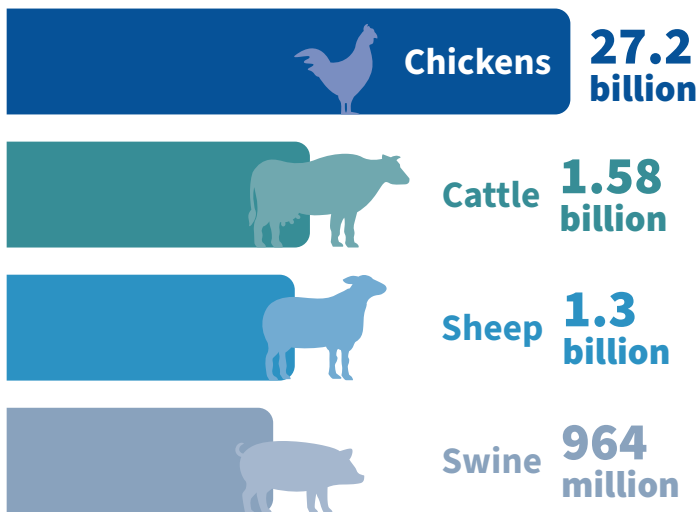 Chickens
27.2
billion
Cattle
1.58
billion
Sheep
1.3
billion
Swine
964
million